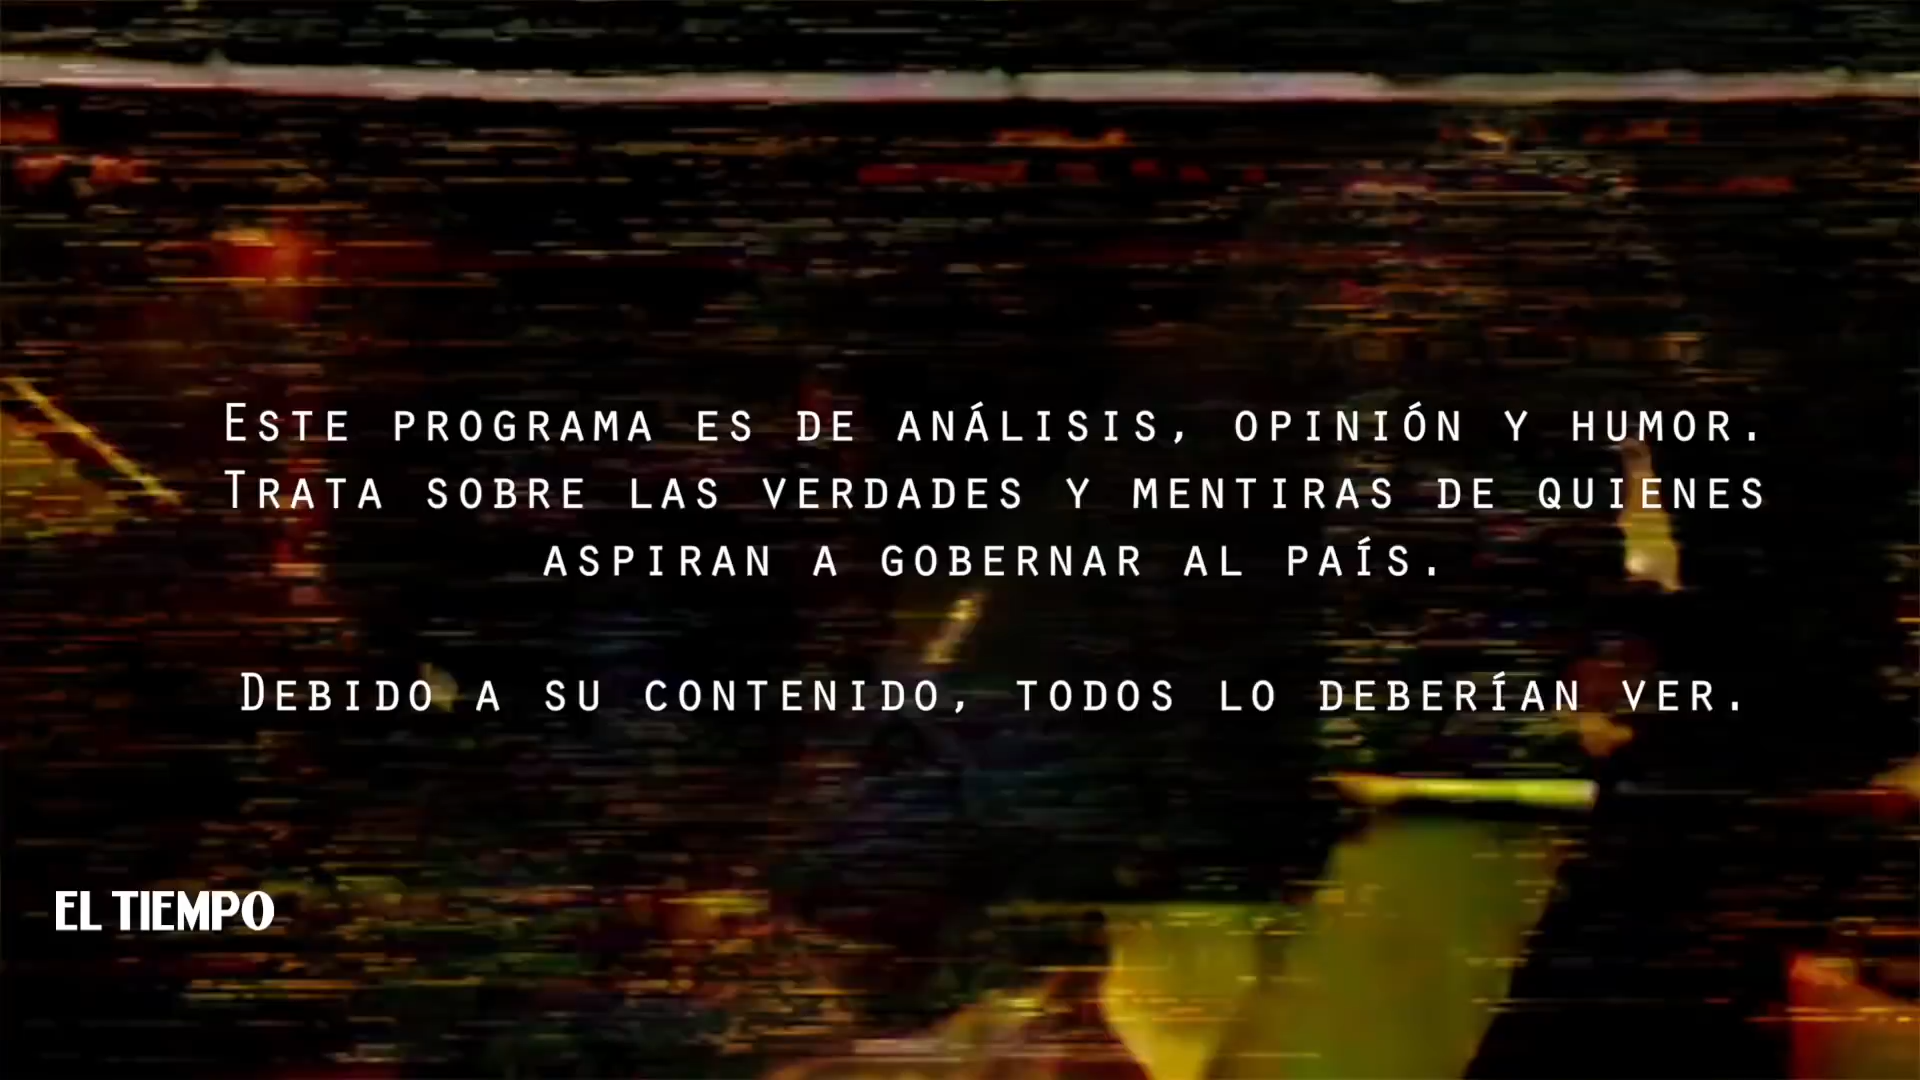 Este programa es de análisis, opinión y humor.
Trata sobre las verdades y mentiras de quienes
aspiran a gobernar al país.
Debido a su contenido, todos lo deberían ver.
EL TIEMPO